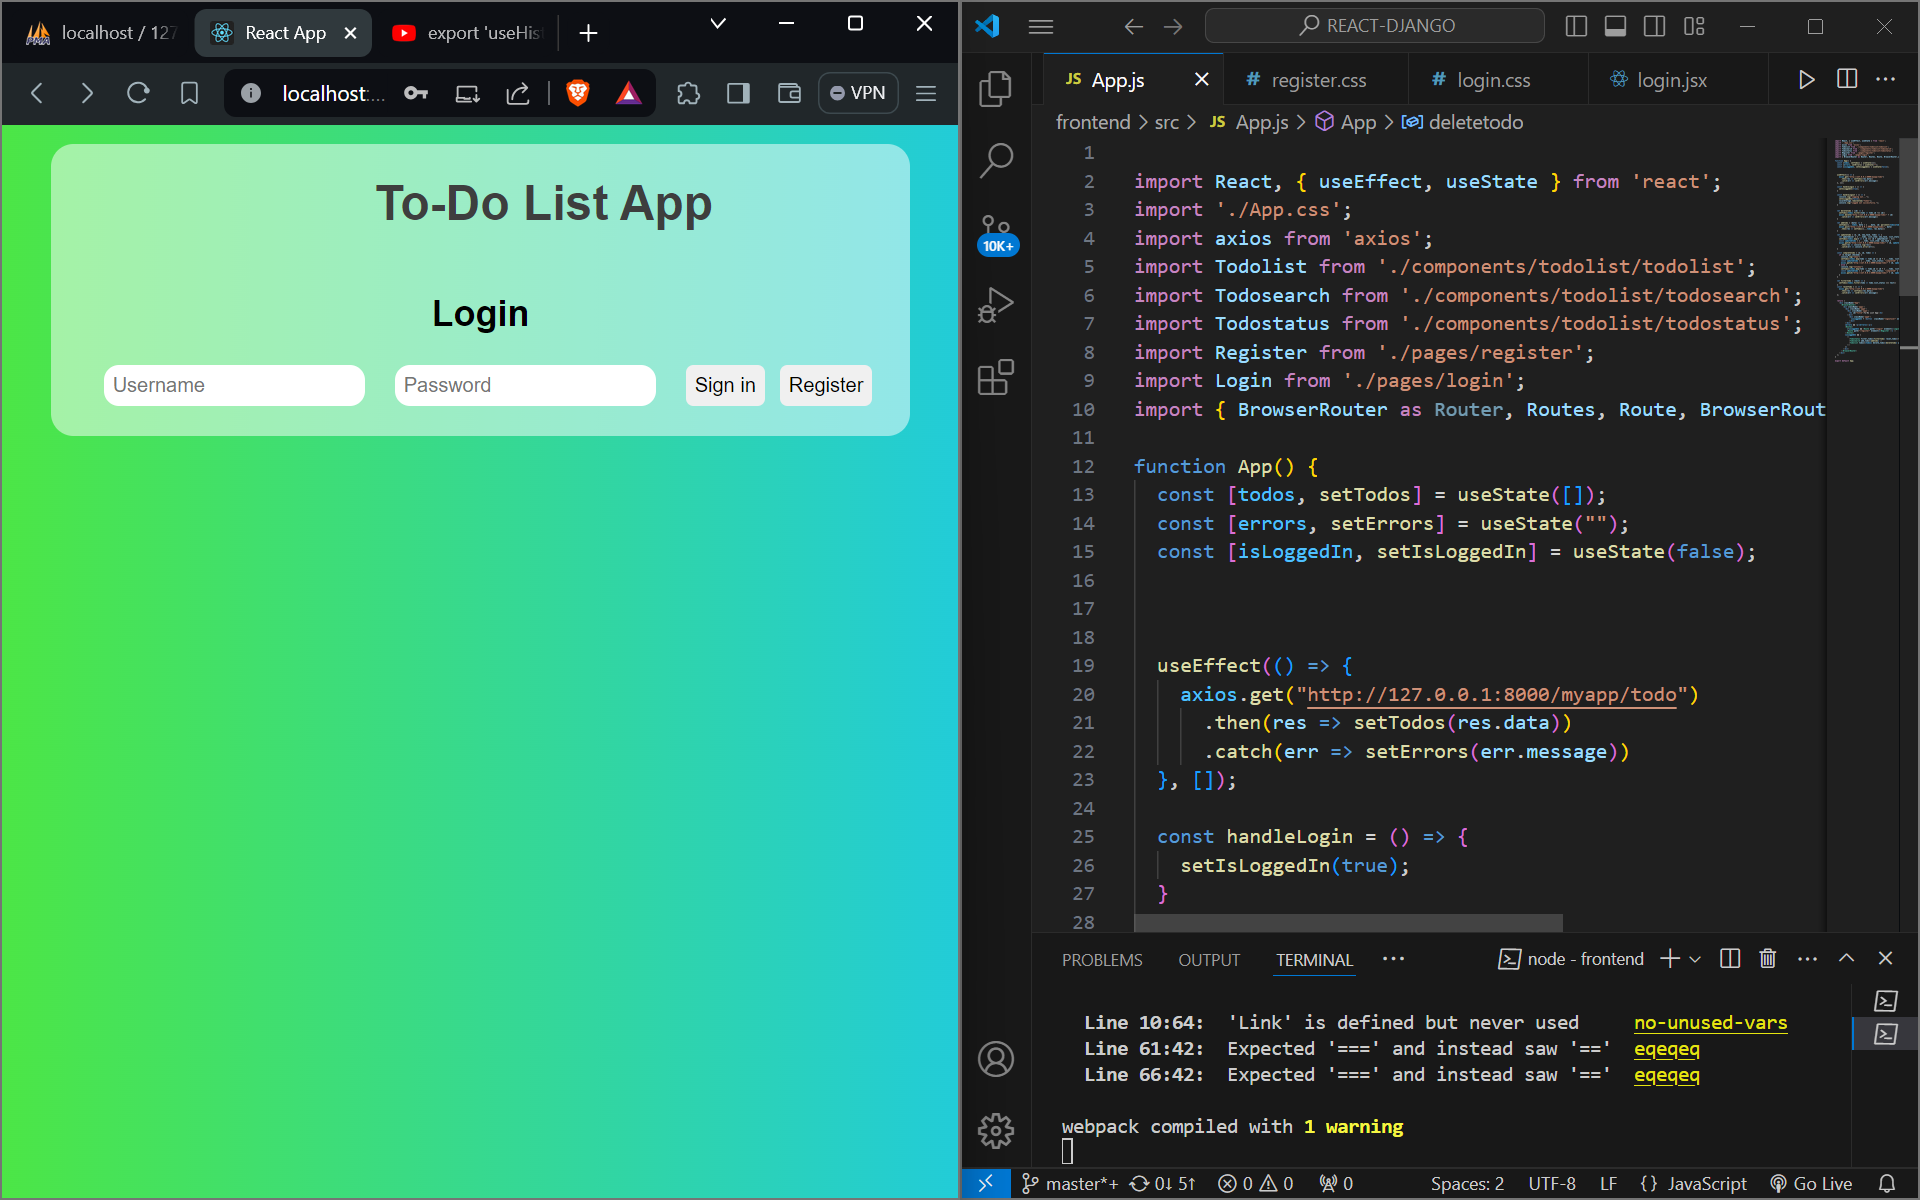 localhost / 127
React App
export 'useHis
localhost:...
VPN
To-Do List App
Login
Username
Password
Sign in
Register
REACT-DJANGO
JS App.js
# register.css
# login.css
login.jsx
frontend > src > JS App.js > App > deletetodo
10K+
1
2 import React, { useEffect, useState } from 'react';
3 import './App.css';
4 import axios from 'axios';
5 import Todolist from './components/todolist/todolist';
6 import Todosearch from './components/todolist/todosearch';
7 import Todostatus from './components/todolist/todostatus';
8 import Register from './pages/register';
9 import Login from './pages/login';
10 import { BrowserRouter as Router, Routes, Route, BrowserRout
11
12 function App() {
13 const [todos, setTodos] = useState([]);
14 const [errors, setErrors] = useState("");
15 const [isLoggedIn, setIsLoggedIn] = useState(false);
16
17
18
19 useEffect(() => {
20 axios.get("http://127.0.0.1:8000/myapp/todo")
21 .then(res => setTodos(res.data))
22 .catch(err => setErrors(err.message))
23 }, []);
24
25 const handleLogin = () => {
26 setIsLoggedIn(true);
27 }
28
PROBLEMS
OUTPUT
TERMINAL
node - frontend
Line 10:64: 'Link' is defined but never used no-unused-vars
Line 61:42: Expected '===' and instead saw '==' eqeqeq
Line 66:42: Expected '===' and instead saw '==' eqeqeq
webpack compiled with 1 warning
master*+ 0↓ 5↑ 0 0 0
Spaces: 2 UTF-8 LF {} JavaScript Go Live